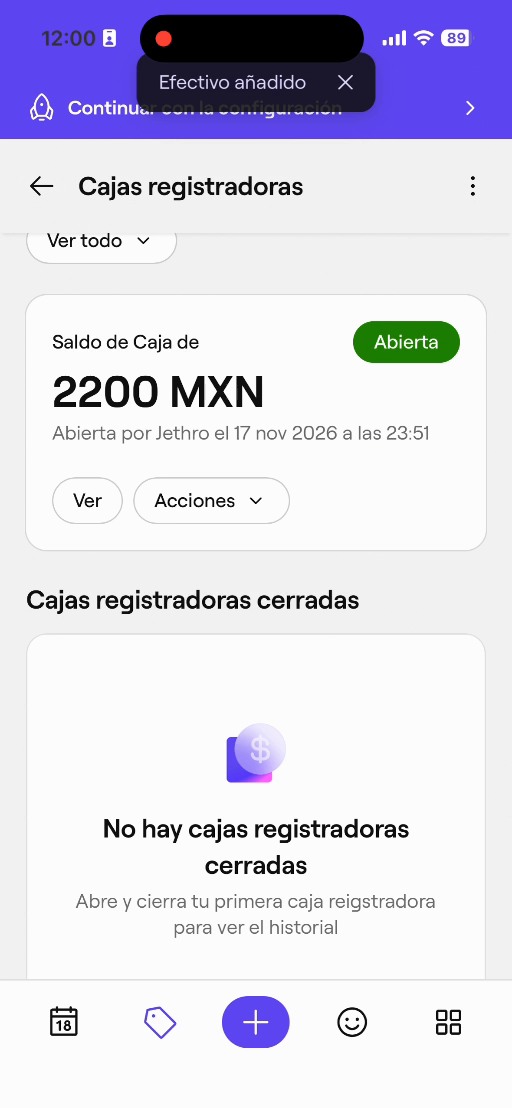 12:00
89
Efectivo añadido
Continuar con la configuración
Cajas registradoras
Ver todo
Saldo de Caja de
Abierta
2200 MXN
Abierta por Jethro el 17 nov 2026 a las 23:51
Ver
Acciones
Cajas registradoras cerradas
$
No hay cajas registradoras
cerradas
Abre y cierra tu primera caja reigstradora
para ver el historial
18